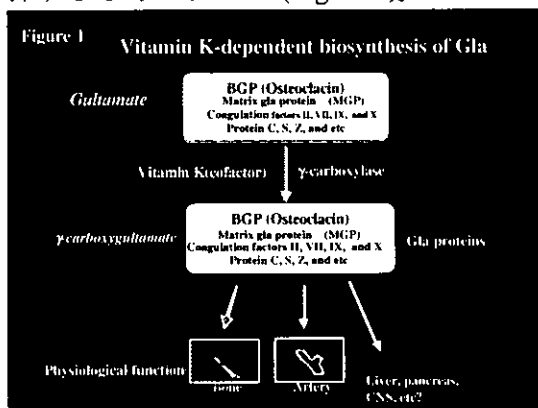 Figure 1
Vitamin K-dependent biosynthesis of Gla
BGP (Osteoclacin)
Gultamate
Matrix gla protein (MGP)
Coagulation factors II, VII, IX, and X
Protein C, S, Z, and etc
Vitamin K(cofactor) γ-carboxylase
BGP (Osteoclacin)
γ-carboxygultamate
Matrix gla protein (MGP)
Coagulation factors II, VII, IX, and X
Gla proteins
Protein C, S, Z, and etc
Physiological function
Bone
Artery
Liver, pancreas,
CNS, etc?